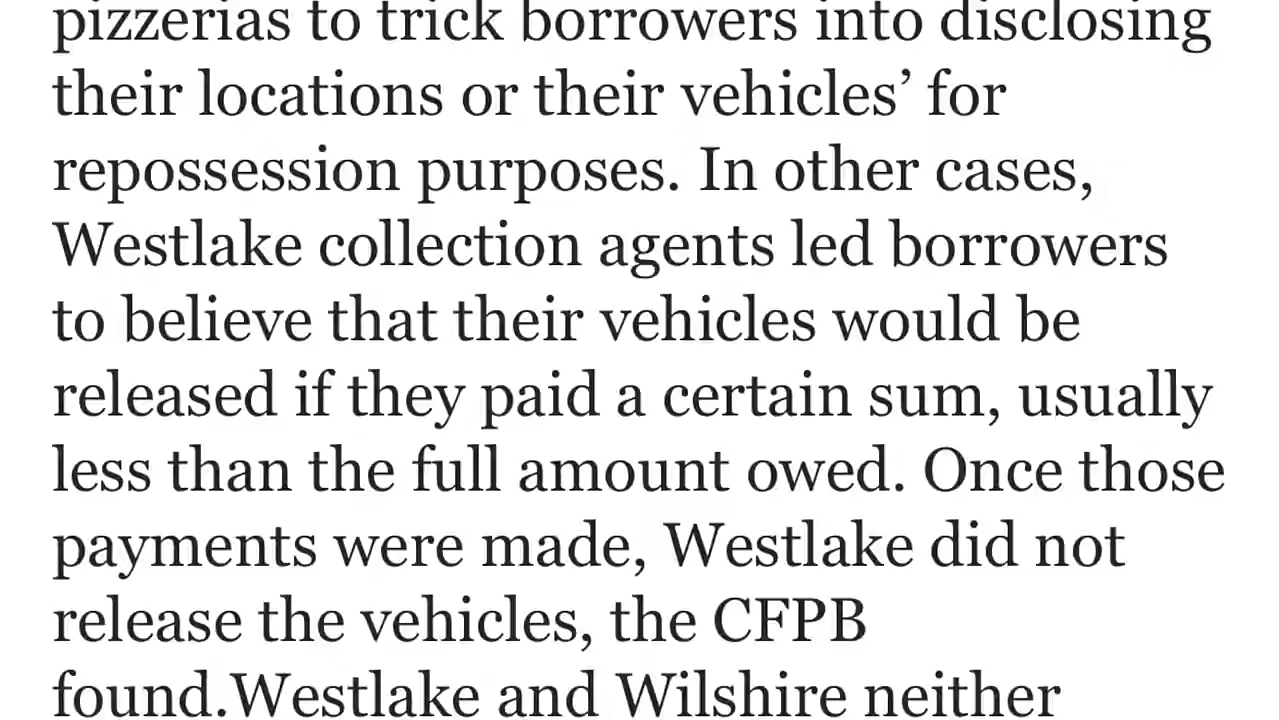 pizzerias to trick borrowers into disclosing
their locations or their vehicles’ for
repossession purposes. In other cases,
Westlake collection agents led borrowers
to believe that their vehicles would be
released if they paid a certain sum, usually
less than the full amount owed. Once those
payments were made, Westlake did not
release the vehicles, the CFPB
found.Westlake and Wilshire neither